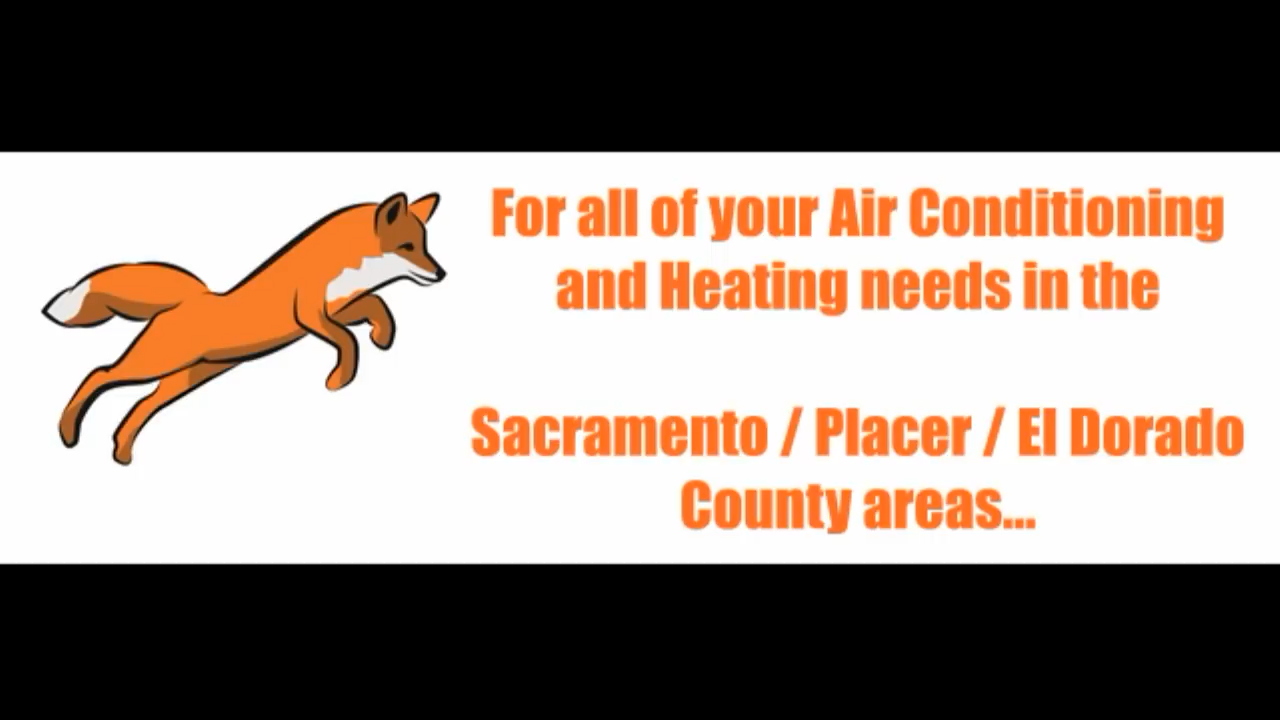 For all of your Air Conditioning
and Heating needs in the
Sacramento / Placer / El Dorado
County areas...